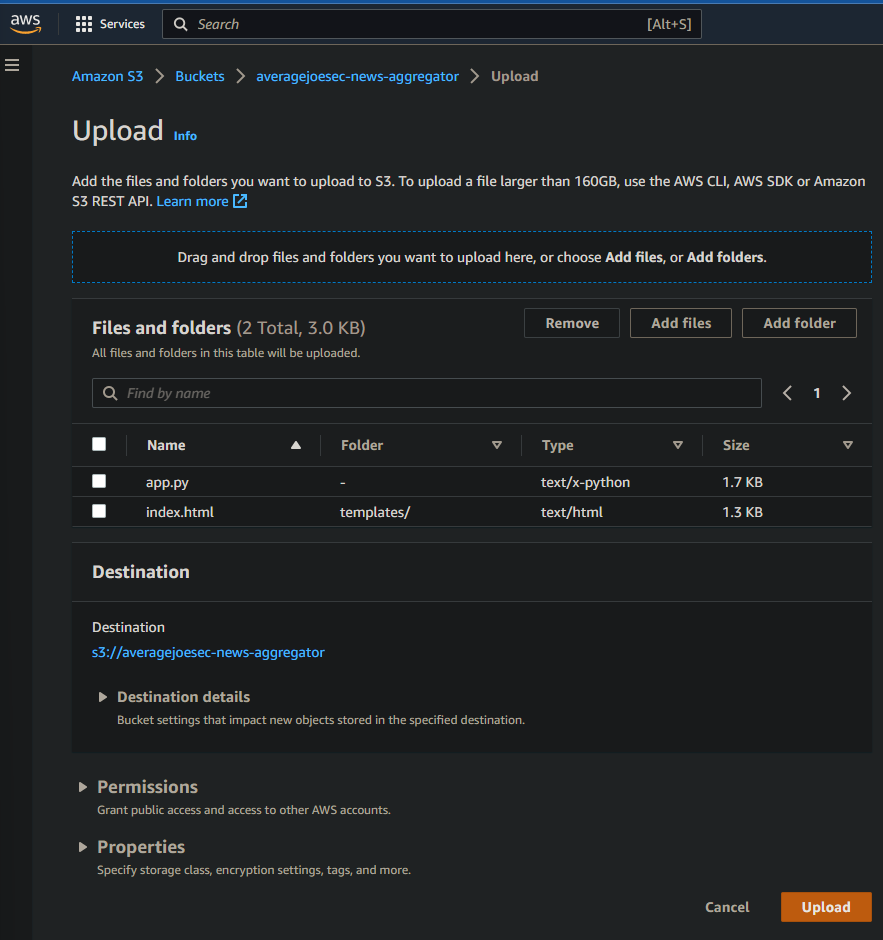 aws Services Search [Alt+S]
Amazon S3 > Buckets > averagejoesec-news-aggregator > Upload
Upload Info
Add the files and folders you want to upload to S3. To upload a file larger than 160GB, use the AWS CLI, AWS SDK or Amazon
S3 REST API. Learn more
Drag and drop files and folders you want to upload here, or choose Add files, or Add folders.
Files and folders (2 Total, 3.0 KB) Remove Add files Add folder
All files and folders in this table will be uploaded.
Find by name < 1 >
Name Folder Type Size
app.py - text/x-python 1.7 KB
index.html templates/ text/html 1.3 KB
Destination
Destination
s3://averagejoesec-news-aggregator
Destination details
Bucket settings that impact new objects stored in the specified destination.
Permissions
Grant public access and access to other AWS accounts.
Properties
Specify storage class, encryption settings, tags, and more.
Cancel Upload